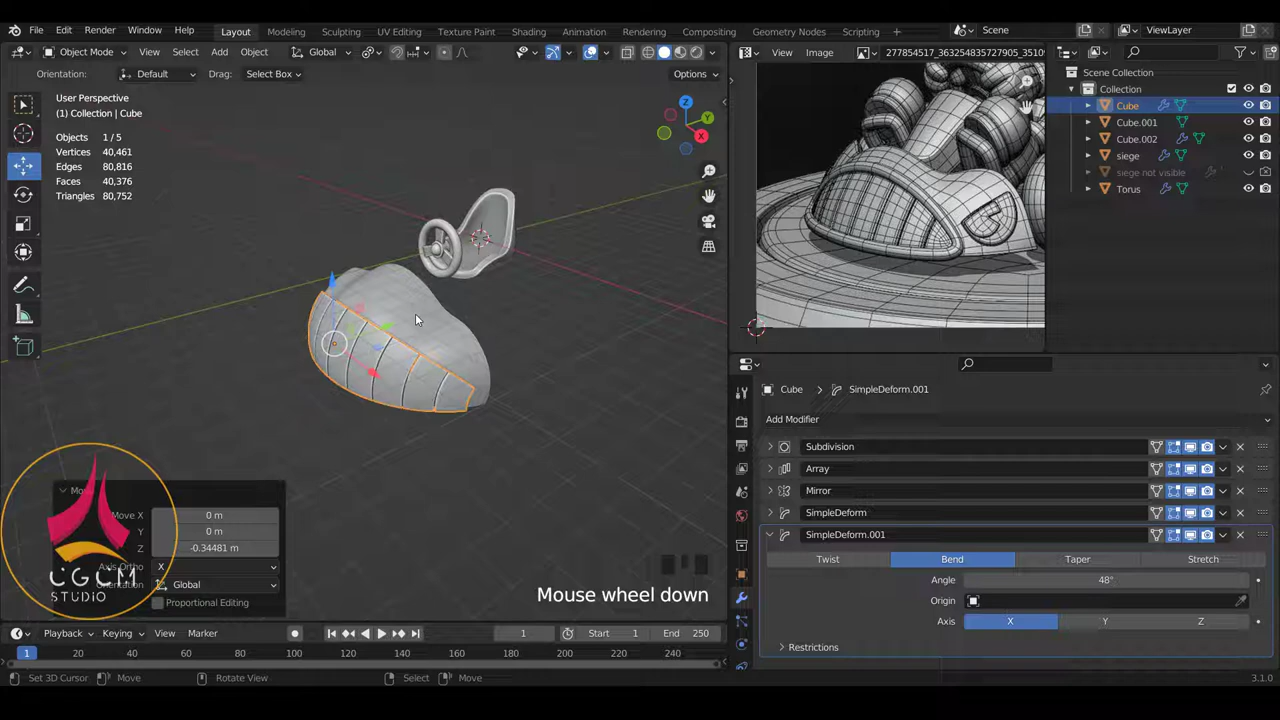 File Edit Render Window Help Layout Modeling Sculpting UV Editing Texture Paint Shading Animation Rendering Compositing Geometry Nodes Scripting Scene ViewLayer
Object Mode View Select Add Object Global View Image 277854517_363254835727905_3510
Orientation: Default Drag: Select Box Options
User Perspective
(1) Collection | Cube
Objects 1 / 5
Vertices 40,461
Edges 80,816
Faces 40,376
Triangles 80,752
Z
Y
X
Scene Collection
Collection
Cube
Cube.001
Cube.002
siege
siege not visible
Torus
Cube SimpleDeform.001
Add Modifier
Subdivision
Array
Mirror
SimpleDeform
SimpleDeform.001
Twist Bend Taper Stretch
Angle 48°
Origin
Axis X Y Z
Restrictions
Move X 0 m
Y 0 m
Z -0.34481 m
Axis Ortho X
Orientation Global
Proportional Editing
CGCM
STUDIO
Mouse wheel down
Playback Keying View Marker 1 Start 1 End 250
1 20 40 60 80 100 120 140 160 180 200 220 240
Set 3D Cursor Move Rotate View Select Move 3.1.0